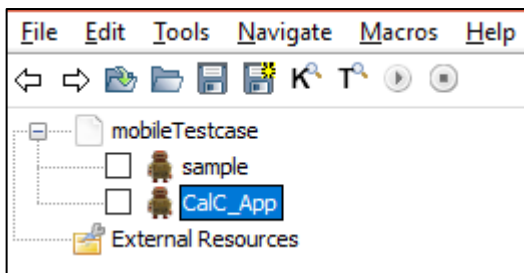 File Edit Tools Navigate Macros Help
K T
mobileTestcase
sample
CalC_App
External Resources